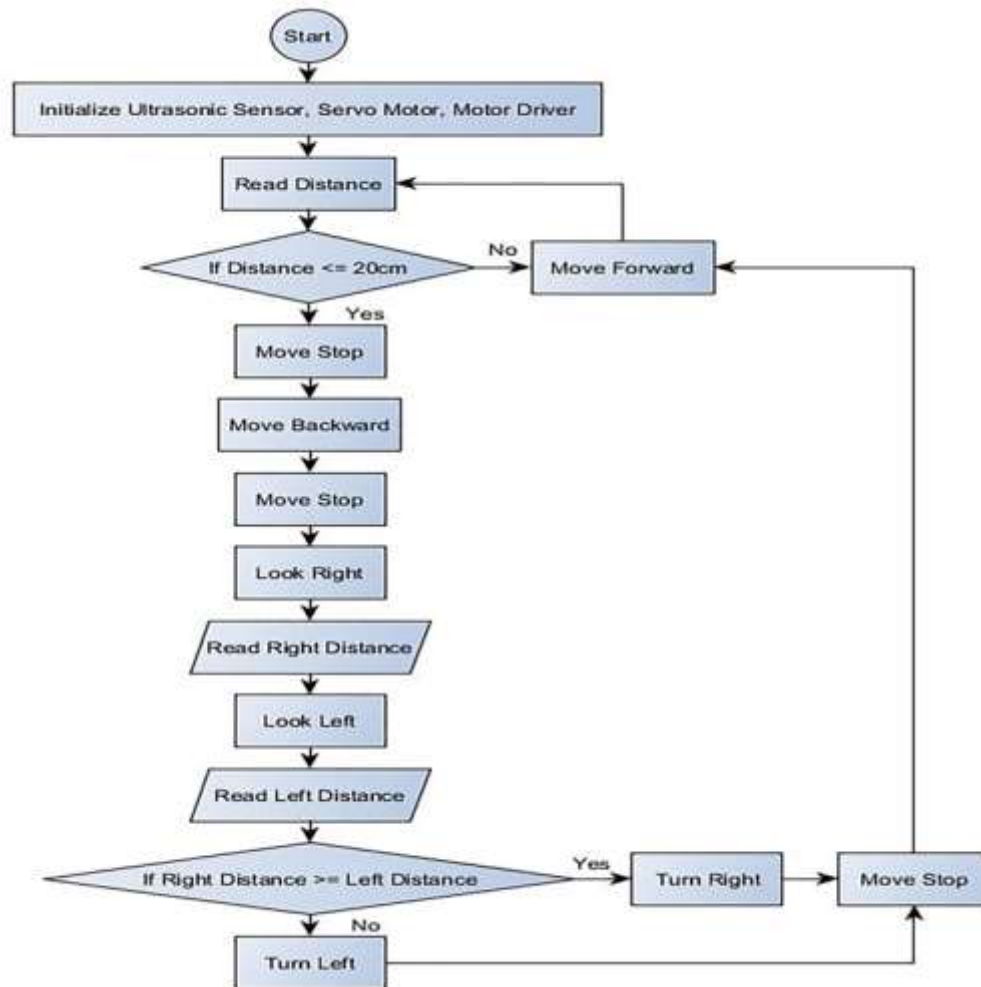 Start
Initialize Ultrasonic Sensor, Servo Motor, Motor Driver
Read Distance
If Distance <= 20cm
No
Move Forward
Yes
Move Stop
Move Backward
Move Stop
Look Right
Read Right Distance
Look Left
Read Left Distance
If Right Distance >= Left Distance
Yes
Turn Right
Move Stop
No
Turn Left